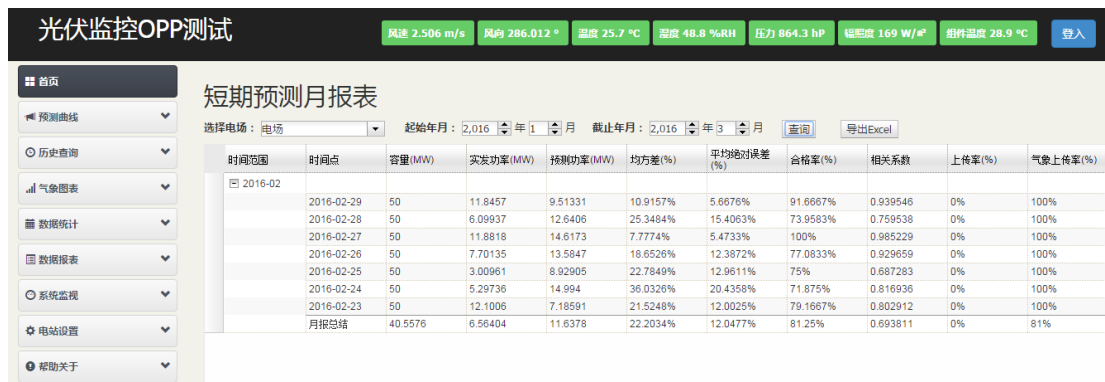 光伏监控OPP测试
风速 2.506 m/s 风向 286.012 ° 温度 25.7 ℃ 湿度 48.8 %RH 压力 864.3 hP 辐照度 169 W/㎡ 组件温度 28.9 ℃ 登入
首页
预测曲线
历史查询
气象图表
数据统计
数据报表
系统监视
电站设置
帮助关于
短期预测月报表
选择电场： 电场 起始年月： 2,016 年 1 月 截止年月： 2,016 年 3 月 查询 导出Excel
时间范围 时间点 容量(MW) 实发功率(MW) 预测功率(MW) 均方差(%) 平均绝对误差(%) 合格率(%) 相关系数 上传率(%) 气象上传率(%)
2016-02
2016-02-29 50 11.8457 9.51331 10.9157% 5.6676% 91.6667% 0.939546 0% 100%
2016-02-28 50 6.09937 12.6406 25.3484% 15.4063% 73.9583% 0.759538 0% 100%
2016-02-27 50 11.8818 14.6173 7.7774% 5.4733% 100% 0.985229 0% 100%
2016-02-26 50 7.70135 13.5847 18.6526% 12.3872% 77.0833% 0.929659 0% 100%
2016-02-25 50 3.00961 8.92905 22.7849% 12.9611% 75% 0.687283 0% 100%
2016-02-24 50 5.29736 14.994 36.0326% 20.4358% 71.875% 0.816936 0% 100%
2016-02-23 50 12.1006 7.18591 21.5248% 12.0025% 79.1667% 0.802912 0% 100%
月报总结 40.5576 6.56404 11.6378 22.2034% 12.0477% 81.25% 0.693811 0% 81%